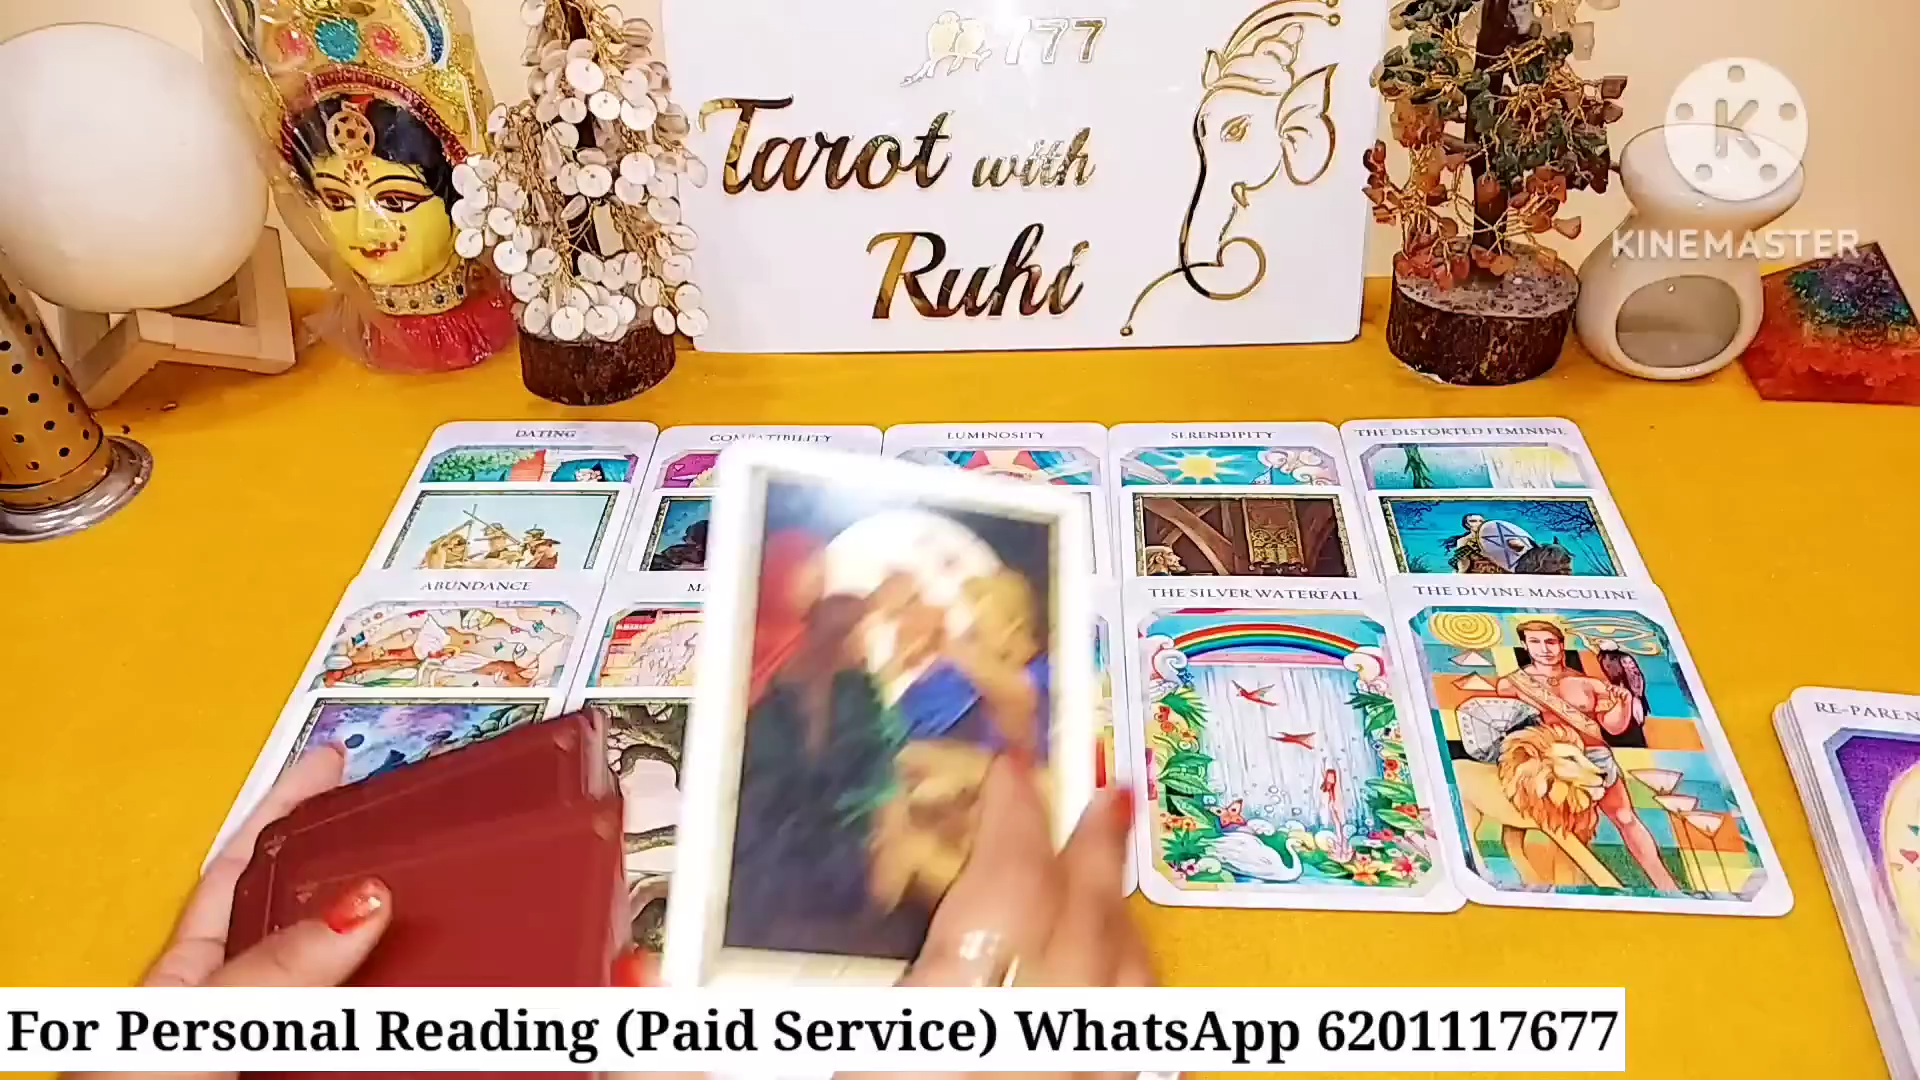 777
Tarot with
Ruhi
K
KINEMASTER
DATING
COMPATIBILITY
LUMINOSITY
SERENDIPITY
THE DISTORTED FEMININE
ABUNDANCE
THE SILVER WATERFALL
THE DIVINE MASCULINE
For Personal Reading (Paid Service) WhatsApp 6201117677